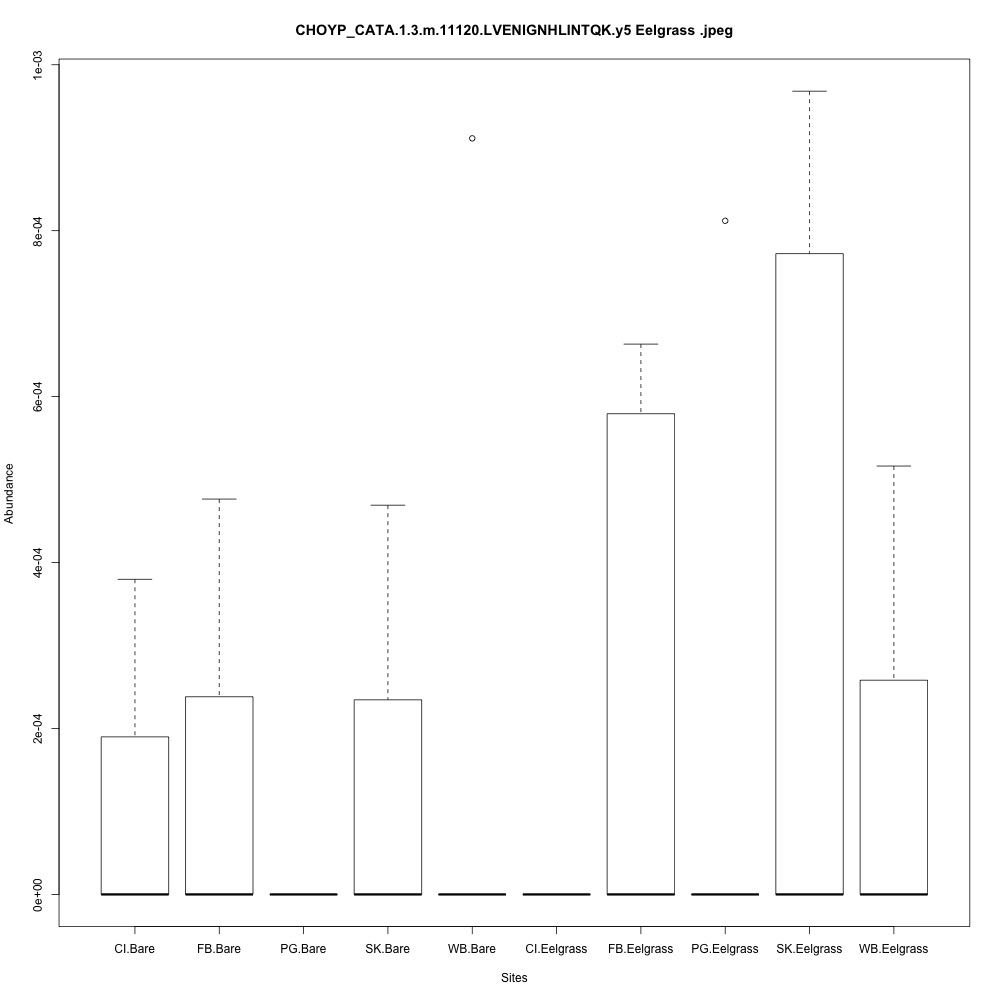 CHOYP_CATA.1.3.m.11120.LVENIGNHLINTQK.y5 Eelgrass .jpeg
1e-03
8e-04
6e-04
4e-04
2e-04
0e+00
Abundance
CI.Bare FB.Bare PG.Bare SK.Bare WB.Bare CI.Eelgrass FB.Eelgrass PG.Eelgrass SK.Eelgrass WB.Eelgrass
Sites